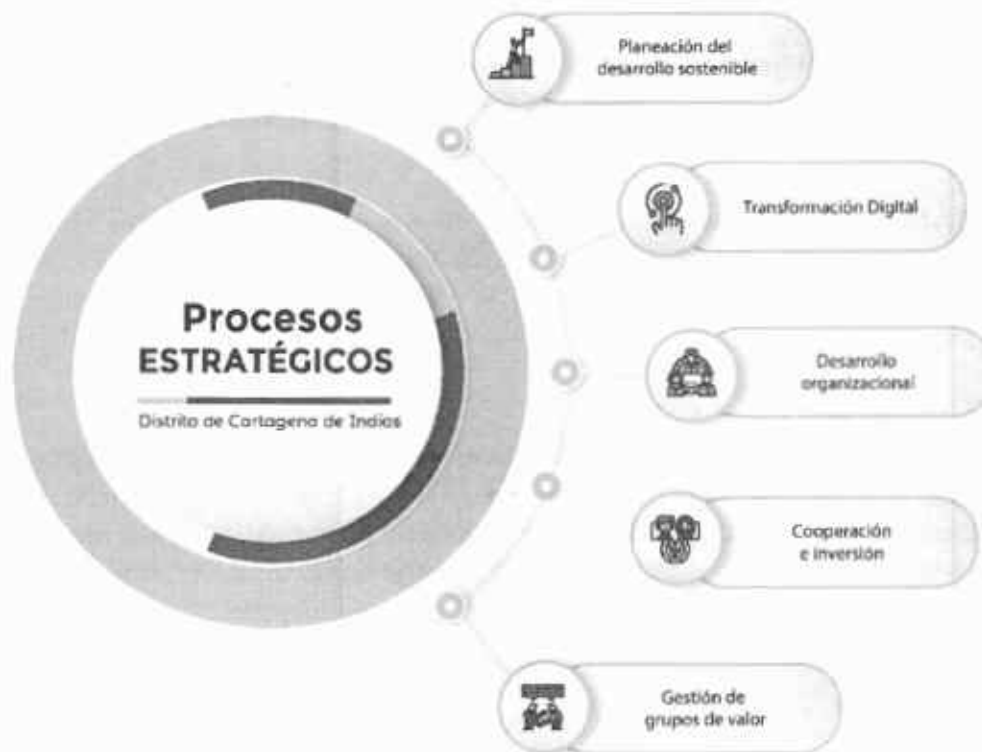 Planeación del
desarrollo sostenible
Transformación Digital
Procesos
ESTRATÉGICOS
Distrito de Cartagena de Indias
Desarrollo
organizacional
Cooperación
e inversión
Gestión de
grupos de valor